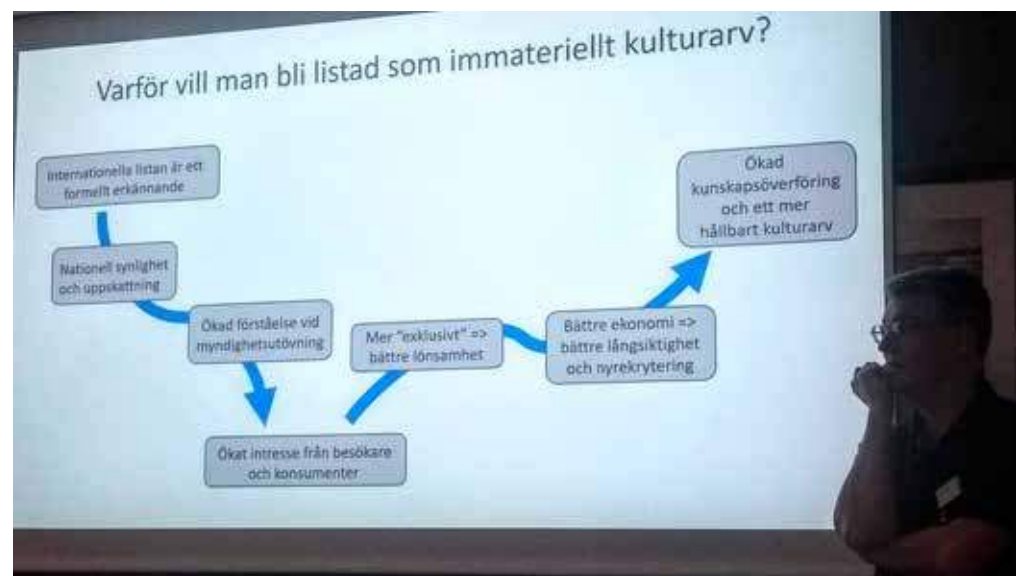 Varför vill man bli listad som immateriellt kulturarv?
Internationella listan är ett
formellt erkännande
Nationell synlighet
och uppskattning
Ökad förståelse vid
myndighetsutövning
Ökat intresse från besökare
och konsumenter
Mer "exklusivt" =>
bättre lönsamhet
Bättre ekonomi =>
bättre långsiktighet
och nyrekrytering
Ökad
kunskapsöverföring
och ett mer
hållbart kulturarv